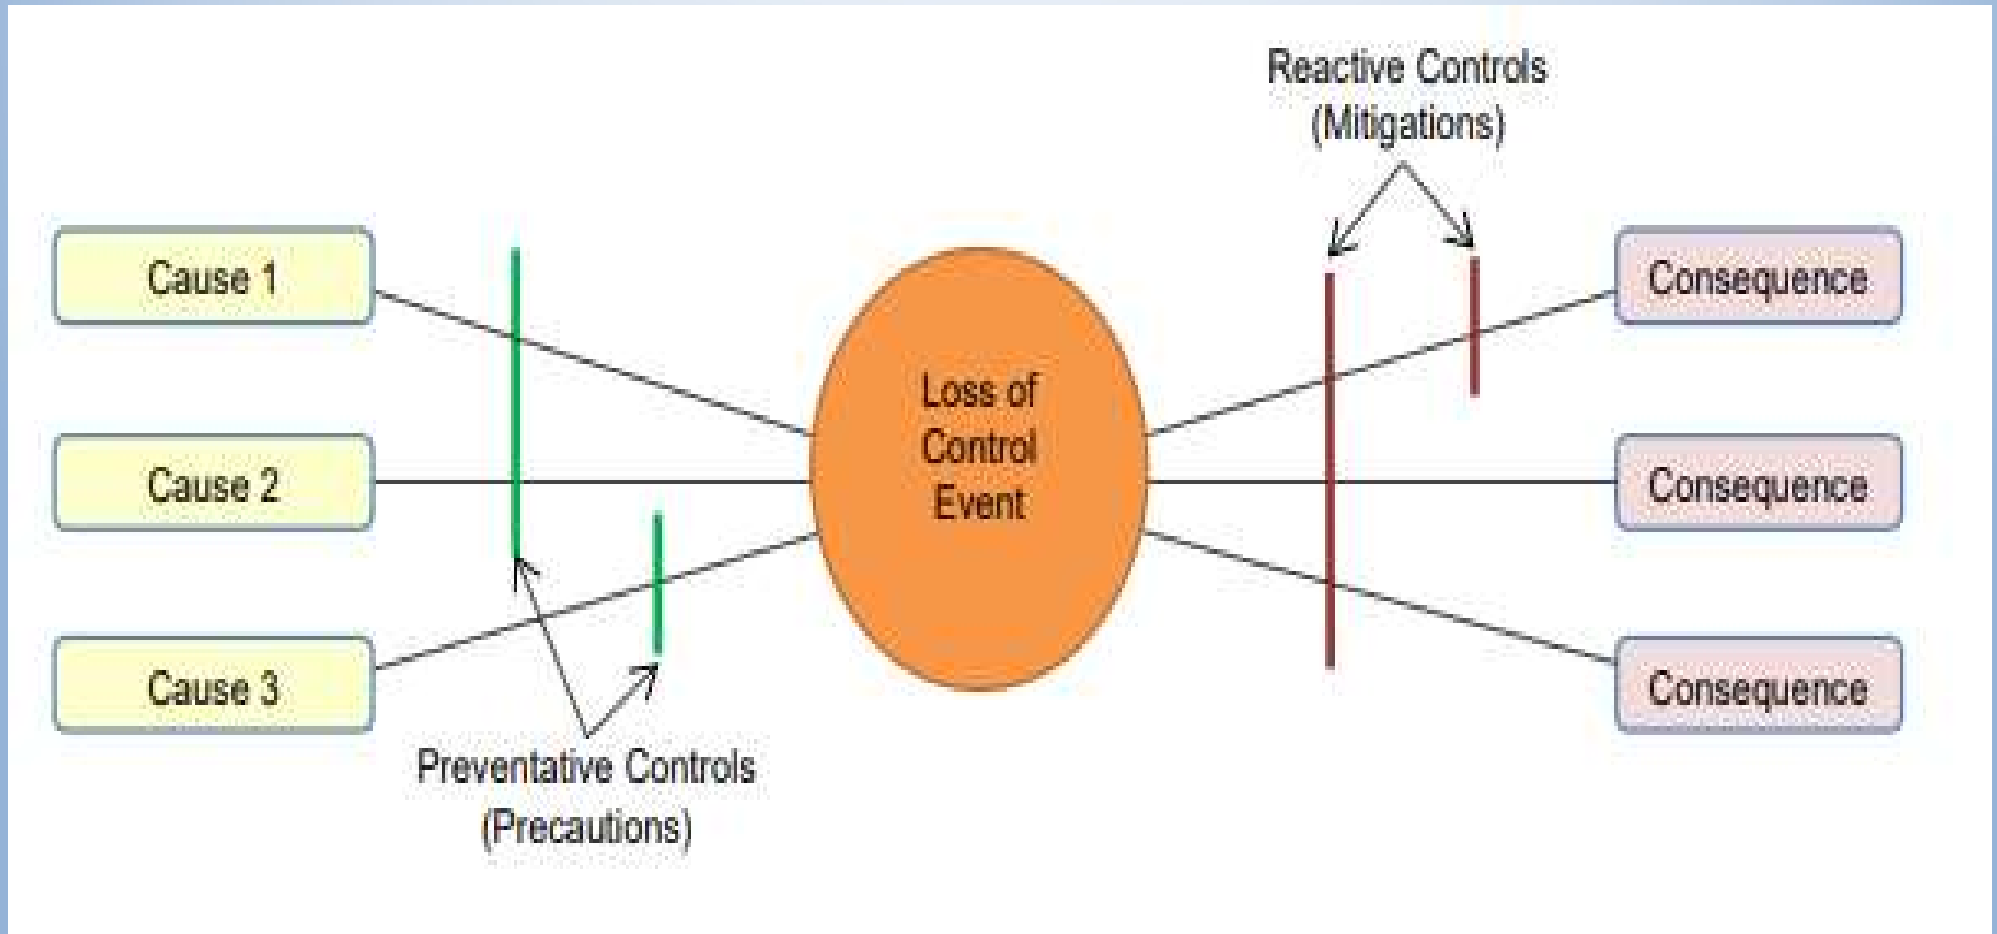 Reactive Controls
(Mitigations)
Cause 1
Cause 2
Cause 3
Loss of
Control
Event
Consequence
Consequence
Consequence
Preventative Controls
(Precautions)